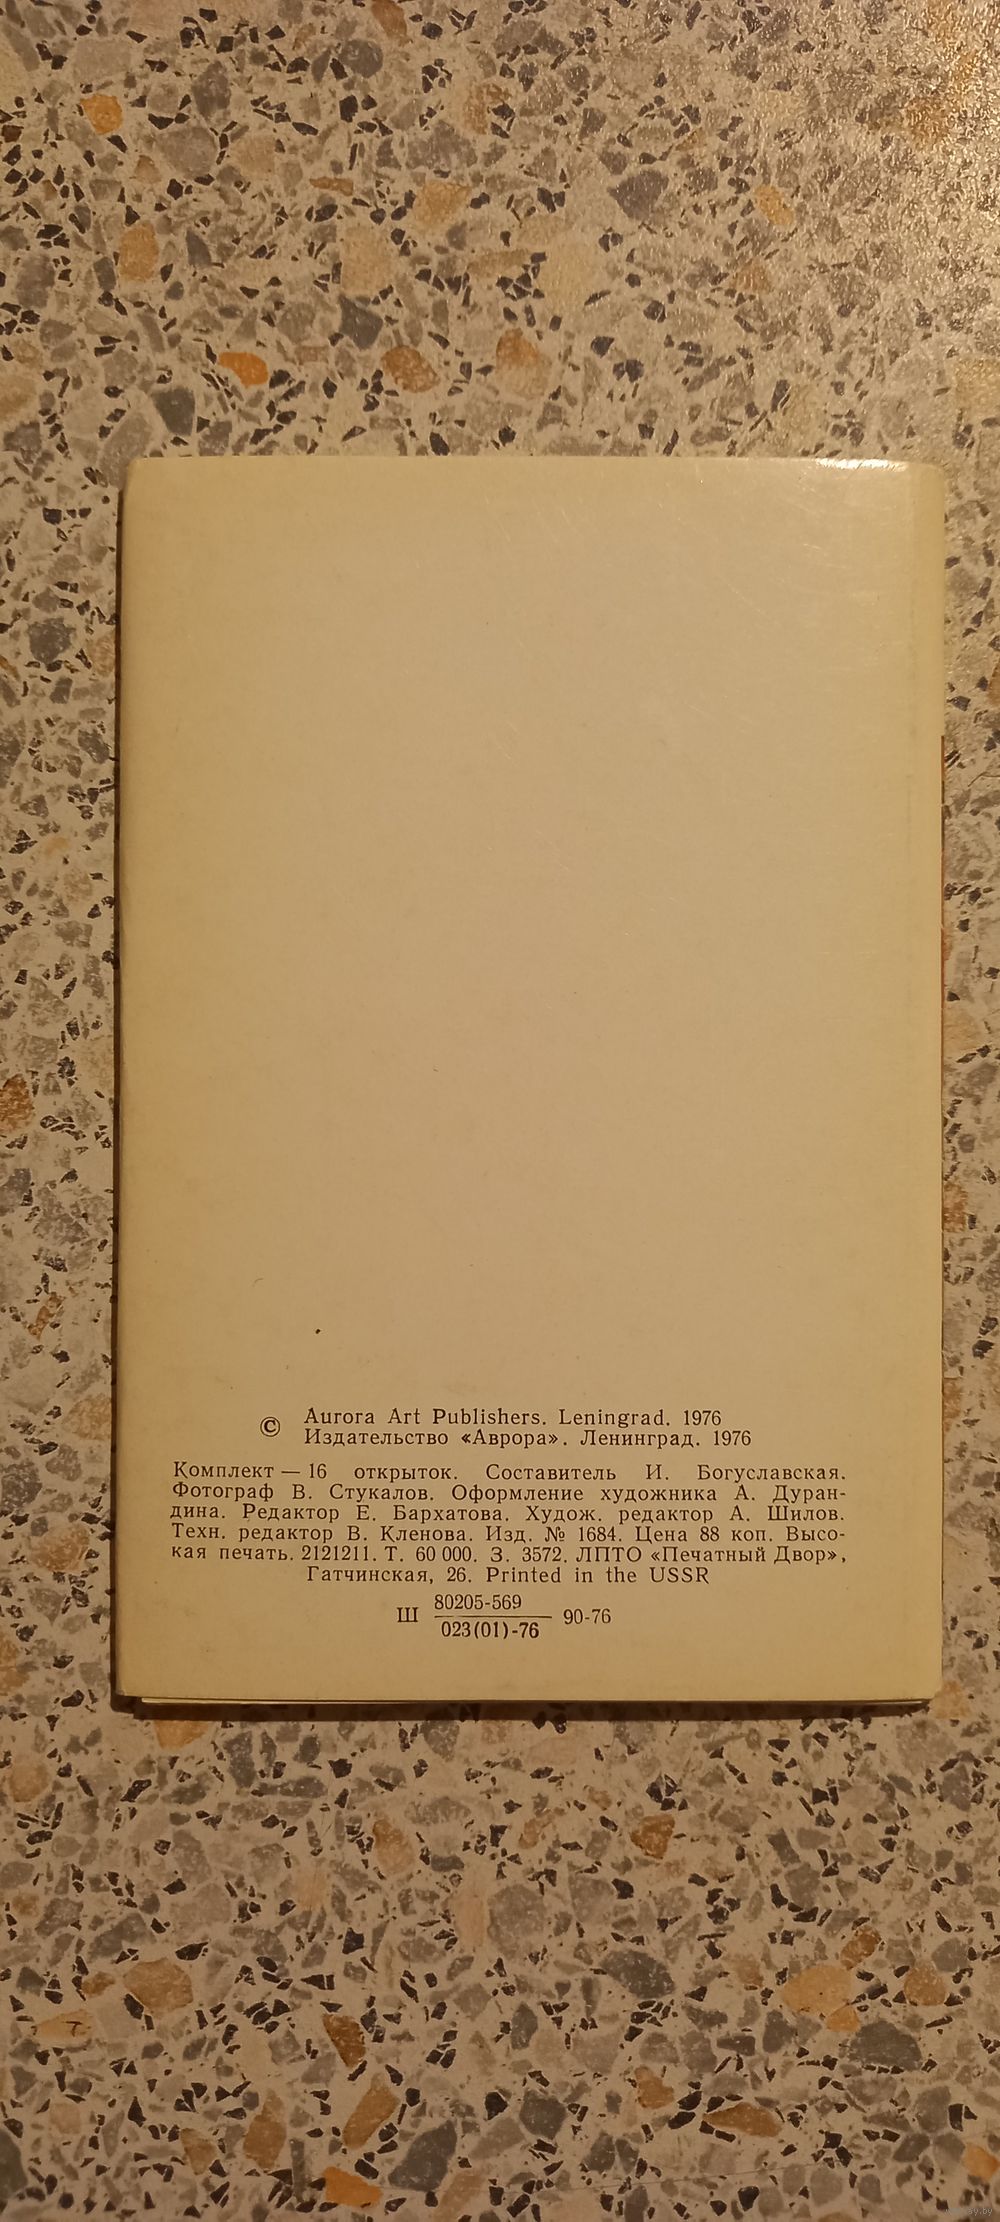 © Aurora Art Publishers. Leningrad. 1976
Издательство «Аврора». Ленинград. 1976
Комплект — 16 открыток. Составитель И. Богуславская.
Фотограф В. Стукалов. Оформление художника А. Дуран-
дина. Редактор Е. Бархатова. Худож. редактор А. Шилов.
Техн. редактор В. Кленова. Изд. № 1684. Цена 88 коп. Высо-
кая печать. 2121211. Т. 60 000. З. 3572. ЛПТО «Печатный Двор»,
Гатчинская, 26. Printed in the USSR
80205-569
Ш 90-76
023(01)-76